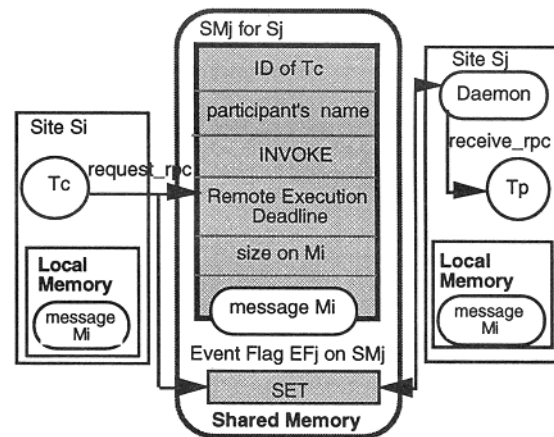 Site Si
Tc
request_rpc
Local
Memory
message
Mi
SMj for Sj
ID of Tc
participant's name
INVOKE
Remote Execution
Deadline
size on Mi
message Mi
Event Flag EFj on SMj
SET
Shared Memory
Site Sj
Daemon
receive_rpc
Tp
Local
Memory
message
Mi